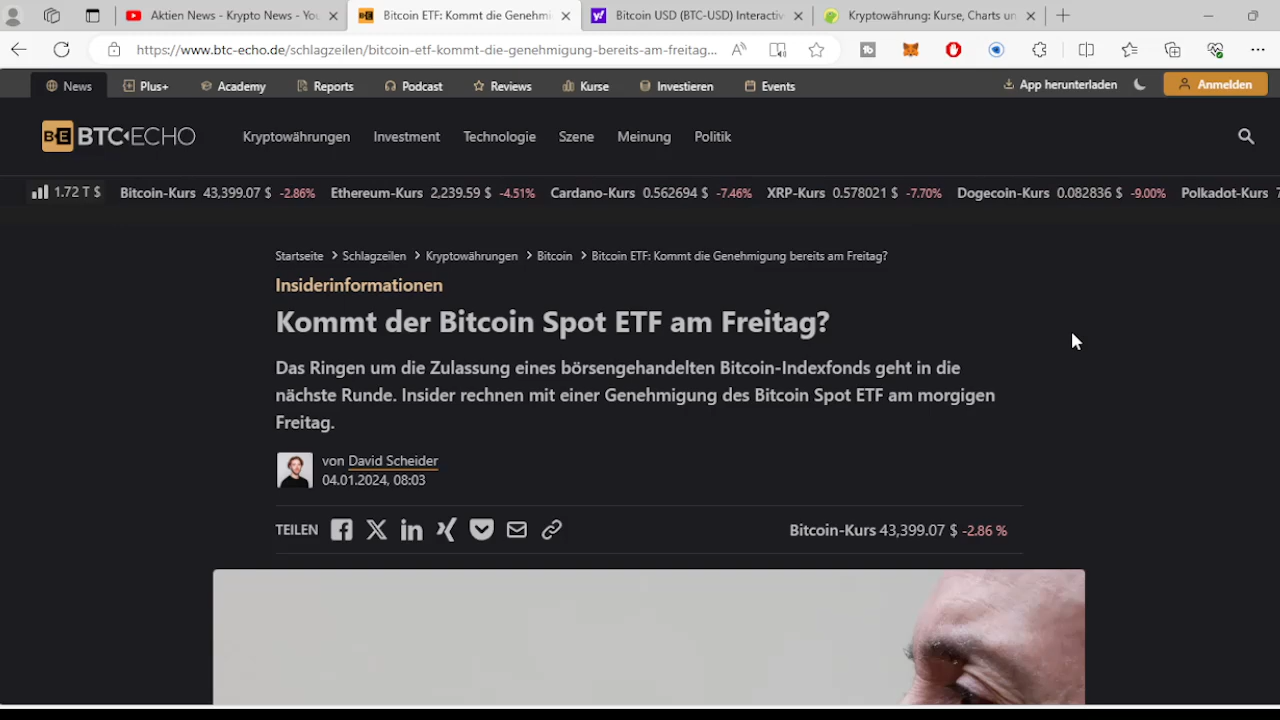 Aktien News - Krypto News - You
Bitcoin ETF: Kommt die Genehmi
Bitcoin USD (BTC-USD) Interactiv
Kryptowährung: Kurse, Charts un
https://www.btc-echo.de/schlagzeilen/bitcoin-etf-kommt-die-genehmigung-bereits-am-freitag...
News Plus+ Academy Reports Podcast Reviews Kurse Investieren Events App herunterladen Anmelden
BE BTC-ECHO Kryptowährungen Investment Technologie Szene Meinung Politik
1.72 T $ Bitcoin-Kurs 43,399.07 $ -2.86% Ethereum-Kurs 2,239.59 $ -4.51% Cardano-Kurs 0.562694 $ -7.46% XRP-Kurs 0.578021 $ -7.70% Dogecoin-Kurs 0.082836 $ -9.00% Polkadot-Kurs 7
Startseite > Schlagzeilen > Kryptowährungen > Bitcoin > Bitcoin ETF: Kommt die Genehmigung bereits am Freitag?
Insiderinformationen
Kommt der Bitcoin Spot ETF am Freitag?
Das Ringen um die Zulassung eines börsengehandelten Bitcoin-Indexfonds geht in die
nächste Runde. Insider rechnen mit einer Genehmigung des Bitcoin Spot ETF am morgigen
Freitag.
von David Scheider
04.01.2024, 08:03
TEILEN
Bitcoin-Kurs 43,399.07 $ -2.86 %